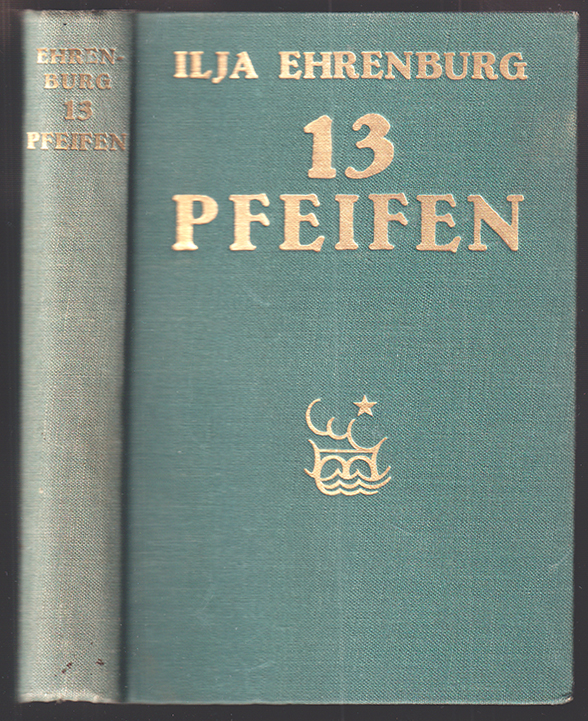 EHREN-
BURG
13
PFEIFEN
ILJA EHRENBURG
13
PFEIFEN